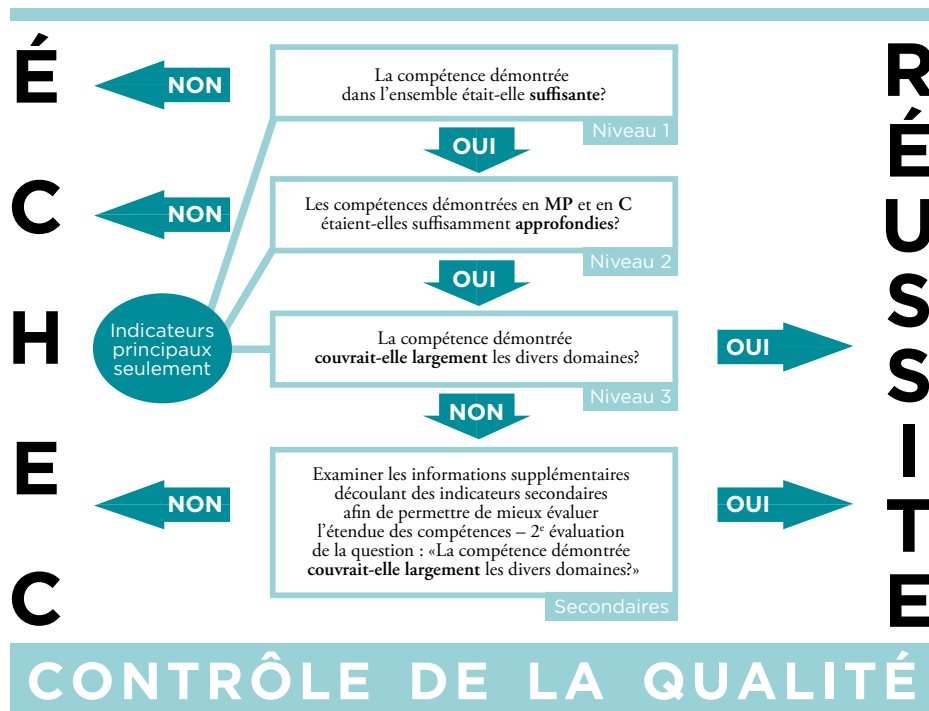 ÉCHEC
RÉUSSITE
NON
La compétence démontrée
dans l'ensemble était-elle suffisante?
Niveau 1
OUI
NON
Les compétences démontrées en MP et en C
étaient-elles suffisamment approfondies?
Niveau 2
OUI
Indicateurs
principaux
seulement
La compétence démontrée
couvrait-elle largement les divers domaines?
Niveau 3
OUI
NON
NON
Examiner les informations supplémentaires
découlant des indicateurs secondaires
afin de permettre de mieux évaluer
l'étendue des compétences – 2e évaluation
de la question : «La compétence démontrée
couvrait-elle largement les divers domaines?»
Secondaires
OUI
CONTRÔLE DE LA QUALITÉ